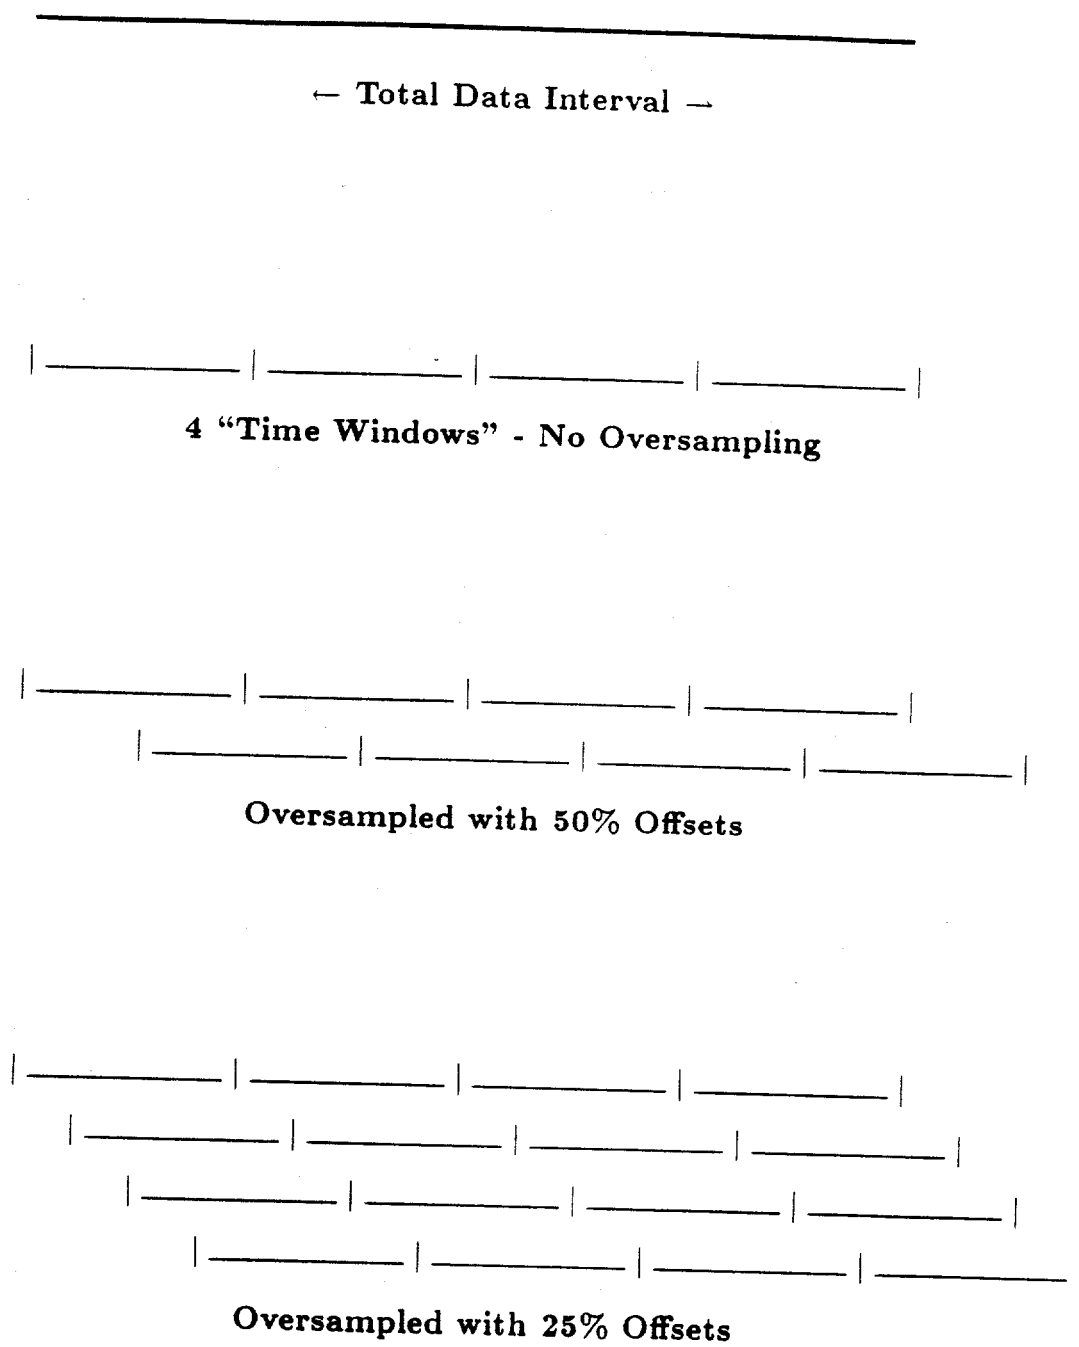 ← Total Data Interval →
4 “Time Windows” - No Oversampling
Oversampled with 50% Offsets
Oversampled with 25% Offsets